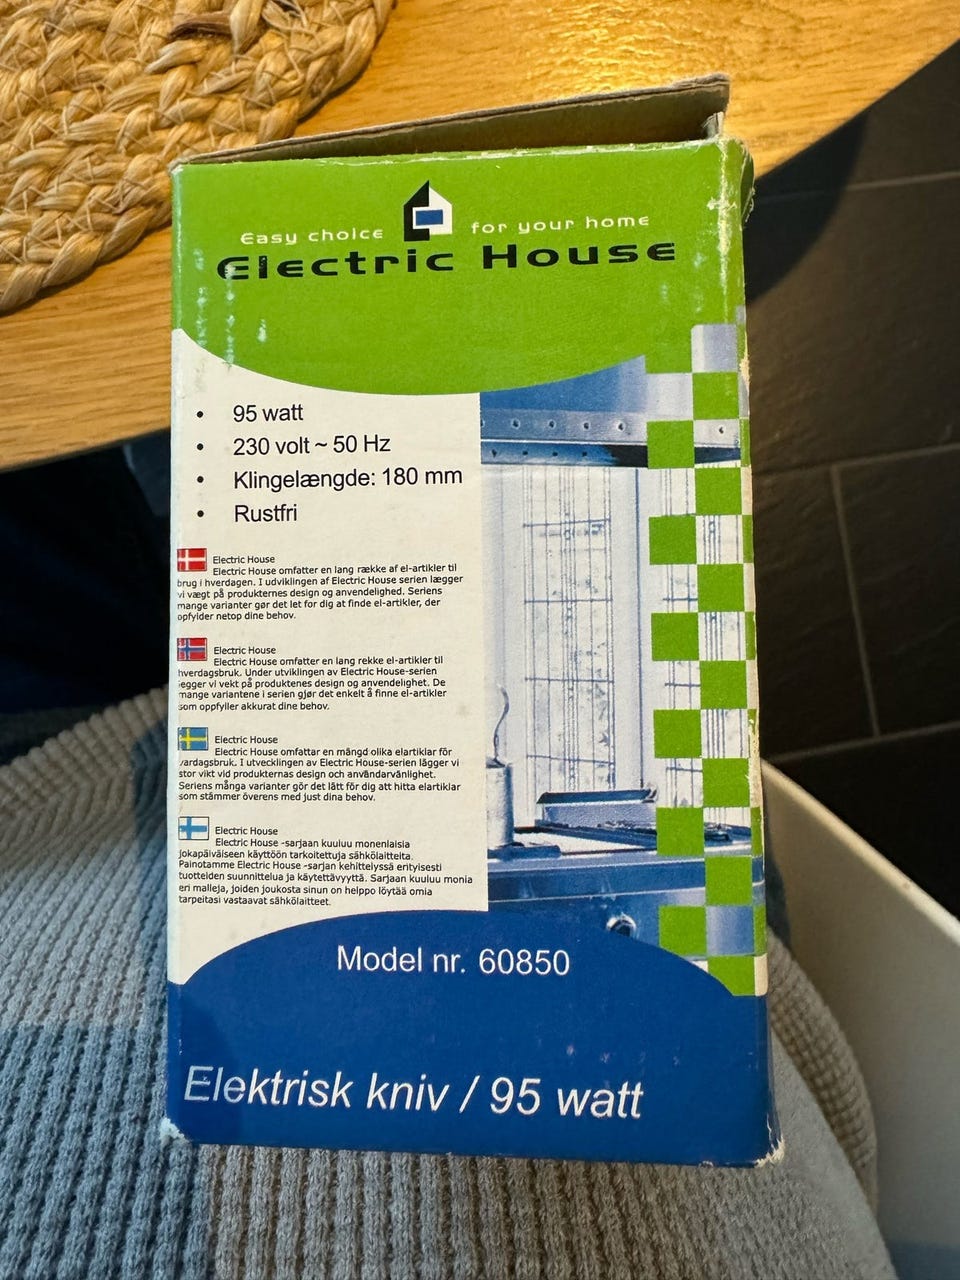 Easy choice for your home
Electric House
• 95 watt
• 230 volt ~ 50 Hz
• Klingelængde: 180 mm
• Rustfri
Electric House
Electric House omfatter en lang række af el-artikler til
brug i hverdagen. I udviklingen af Electric House serien lægger
vi vægt på produkternes design og anvendelighed. Seriens
mange varianter gør det let for dig at finde el-artikler, der
opfylder netop dine behov.
Electric House
Electric House omfatter en lang rekke el-artikler til
hverdagsbruk. Under utviklingen av Electric House-serien
legger vi vekt på produktenes design og anvendelighet. De
mange variantene i serien gjør det enkelt å finne el-artikler
som oppfyller akkurat dine behov.
Electric House
Electric House omfattar en mängd olika elartiklar för
vardagsbruk. I utvecklingen av Electric House-serien lägger vi
stor vikt vid produkternas design och användarvänlighet.
Seriens många varianter gör det lätt för dig att hitta elartiklar
som stämmer överens med just dina behov.
Electric House
Electric House -sarjaan kuuluu monenlaisia
jokapäiväiseen käyttöön tarkoitettuja sähkölaitteita.
Painotamme Electric House -sarjan kehittelyssä erityisesti
tuotteiden suunnittelua ja käytettävyyttä. Sarjaan kuuluu monia
eri malleja, joiden joukosta sinun on helppo löytää omia
tarpeitasi vastaavat sähkölaitteet.
Model nr. 60850
Elektrisk kniv / 95 watt